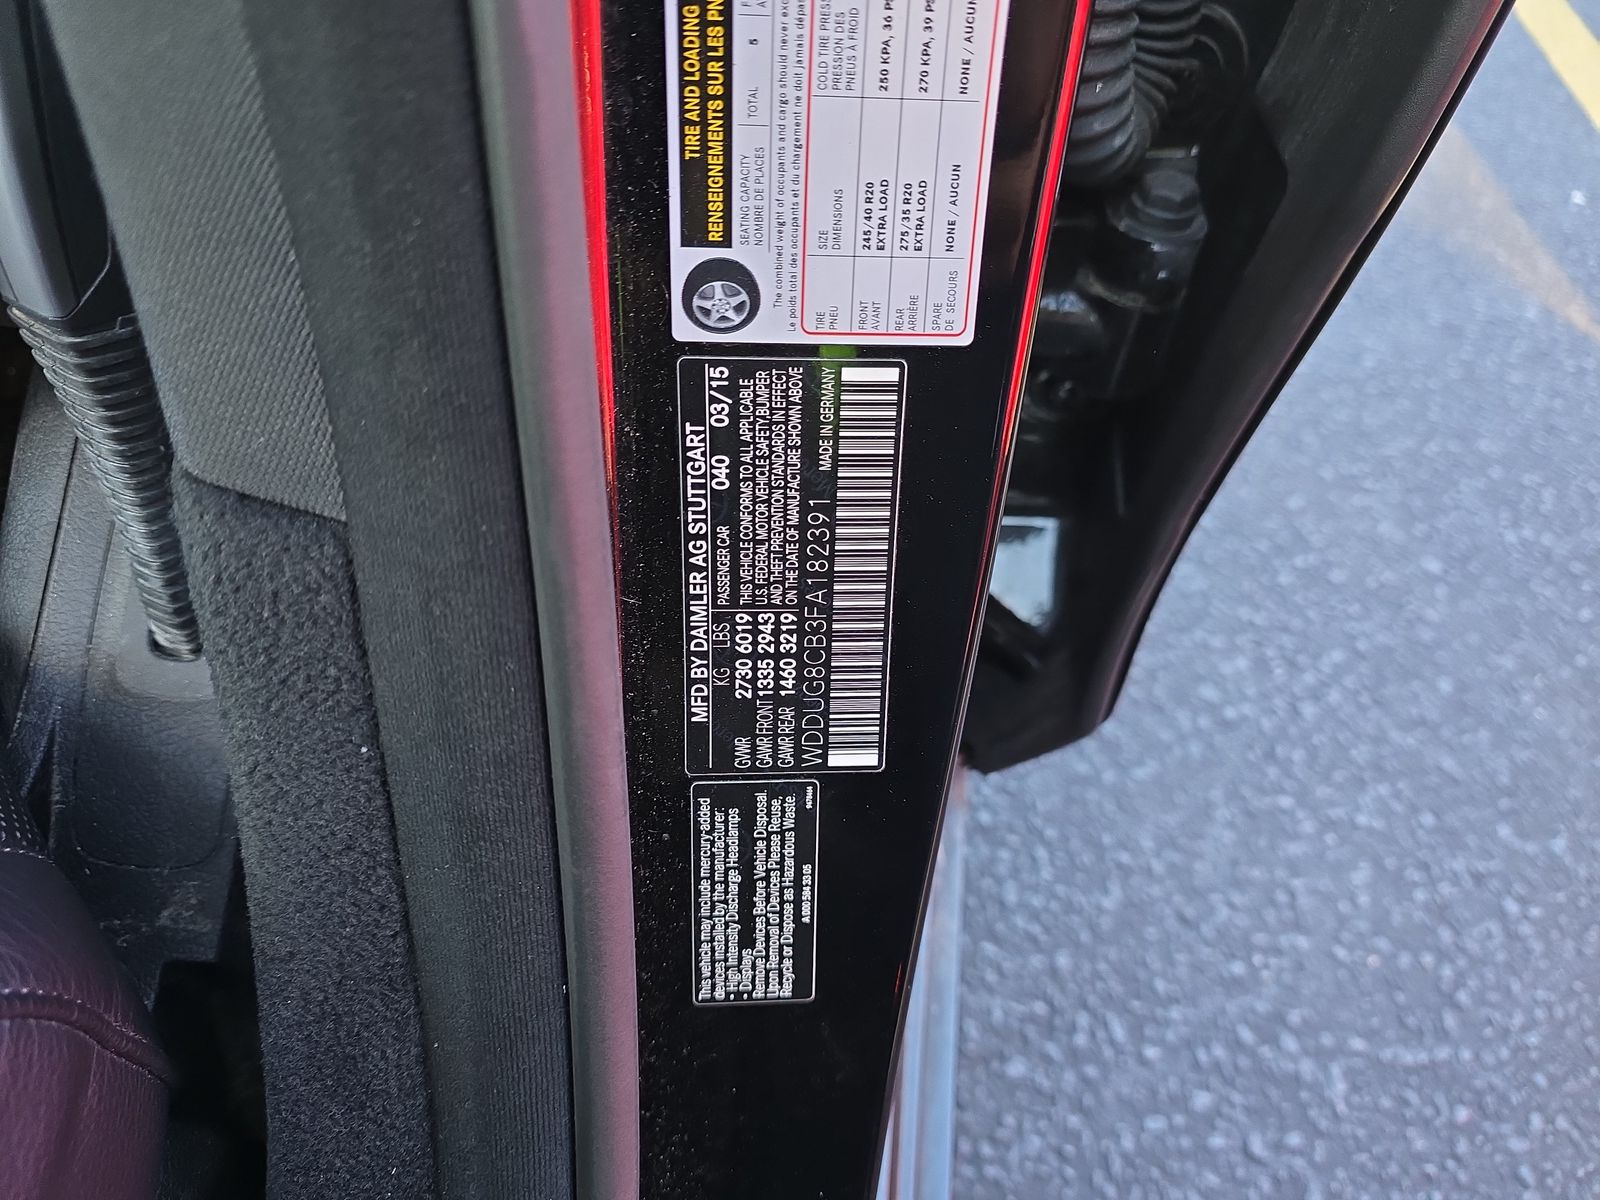 TIRE AND LOADING
RENSEIGNEMENTS SUR LES PN
SEATING CAPACITY
NOMBRE DE PLACES
TOTAL 5
The combined weight of occupants and cargo should never exc
Le poids total des occupants et du chargement ne doit jamais dépas
TIRE
PNEU
SIZE
DIMENSIONS
COLD TIRE PRES
PRESSION DES
PNEUS À FROID
FRONT
AVANT
245/40 R20
EXTRA LOAD
250 KPA, 36 PS
REAR
ARRIÈRE
275/35 R20
EXTRA LOAD
270 KPA, 39 PS
SPARE
DE SECOURS
NONE / AUCUN
NONE / AUCUN
MFD BY DAIMLER AG STUTTGART
KG LBS PASSENGER CAR 040 03/15
GVWR 2730 6019
GAWR FRONT 1335 2943
GAWR REAR 1460 3219
THIS VEHICLE CONFORMS TO ALL APPLICABLE
U.S. FEDERAL MOTOR VEHICLE SAFETY, BUMPER
AND THEFT PREVENTION STANDARDS IN EFFECT
ON THE DATE OF MANUFACTURE SHOWN ABOVE
WDDUG8CB3FA182391 MADE IN GERMANY
This vehicle may include mercury-added
devices installed by the manufacturer:
• High Intensity Discharge Headlamps
• Displays
Remove Devices Before Vehicle Disposal.
Upon Removal of Devices Please Reuse,
Recycle or Dispose as Hazardous Waste.
A 000 584 33 05